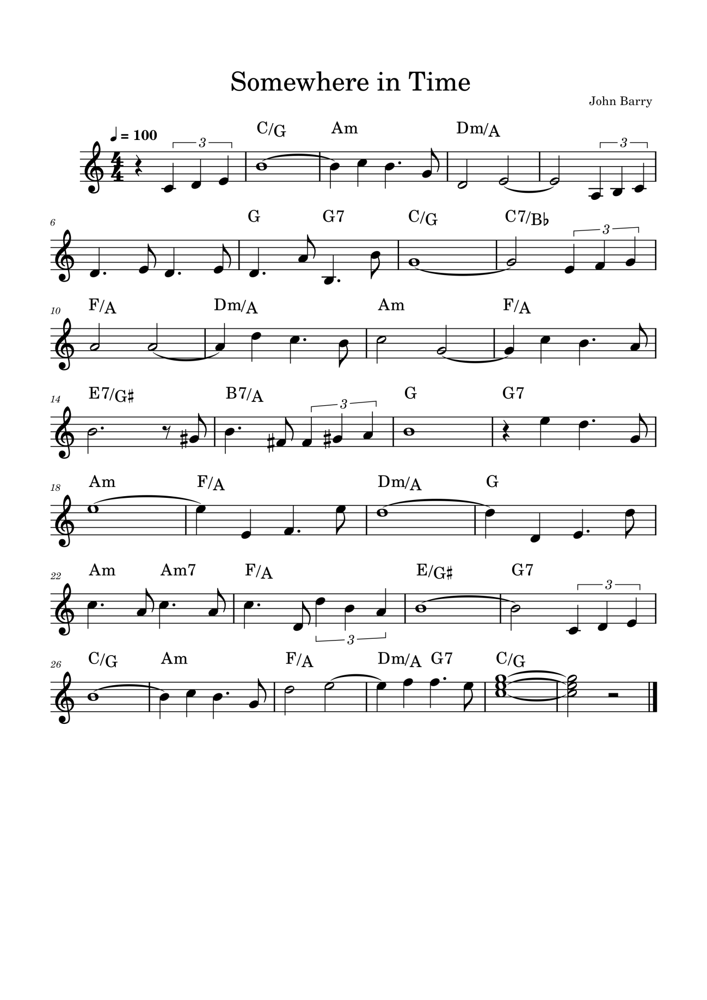 Somewhere in Time
John Barry
♩ = 100
C/G Am Dm/A
3 3
6 G G7 C/G C7/B♭
3
10 F/A Dm/A Am F/A
14 E7/G♯ B7/A G G7
3
18 Am F/A Dm/A G
22 Am Am7 F/A E/G♯ G7
3 3
26 C/G Am F/A Dm/A G7 C/G